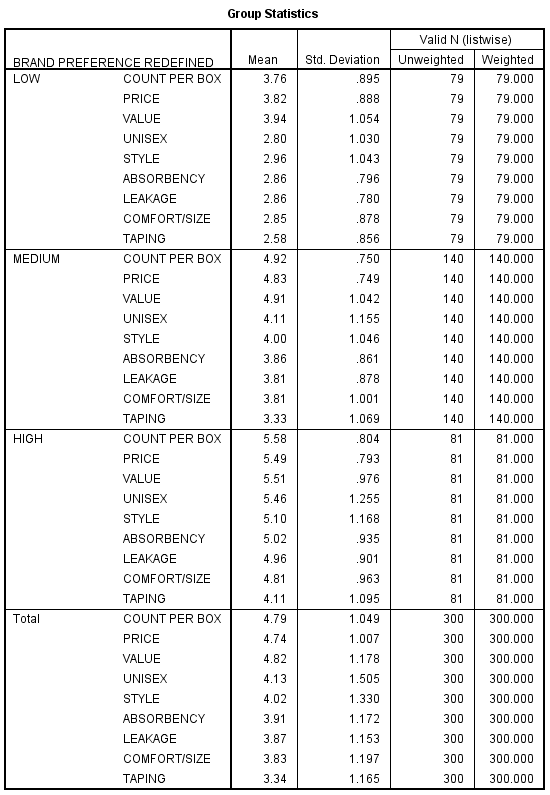 Group Statistics
BRAND PREFERENCE REDEFINED Mean Std. Deviation Valid N (listwise)
Unweighted Weighted
LOW COUNT PER BOX 3.76 .895 79 79.000
PRICE 3.82 .888 79 79.000
VALUE 3.94 1.054 79 79.000
UNISEX 2.80 1.030 79 79.000
STYLE 2.96 1.043 79 79.000
ABSORBENCY 2.86 .796 79 79.000
LEAKAGE 2.86 .780 79 79.000
COMFORT/SIZE 2.85 .878 79 79.000
TAPING 2.58 .856 79 79.000
MEDIUM COUNT PER BOX 4.92 .750 140 140.000
PRICE 4.83 .749 140 140.000
VALUE 4.91 1.042 140 140.000
UNISEX 4.11 1.155 140 140.000
STYLE 4.00 1.046 140 140.000
ABSORBENCY 3.86 .861 140 140.000
LEAKAGE 3.81 .878 140 140.000
COMFORT/SIZE 3.81 1.001 140 140.000
TAPING 3.33 1.069 140 140.000
HIGH COUNT PER BOX 5.58 .804 81 81.000
PRICE 5.49 .793 81 81.000
VALUE 5.51 .976 81 81.000
UNISEX 5.46 1.255 81 81.000
STYLE 5.10 1.168 81 81.000
ABSORBENCY 5.02 .935 81 81.000
LEAKAGE 4.96 .901 81 81.000
COMFORT/SIZE 4.81 .963 81 81.000
TAPING 4.11 1.095 81 81.000
Total COUNT PER BOX 4.79 1.049 300 300.000
PRICE 4.74 1.007 300 300.000
VALUE 4.82 1.178 300 300.000
UNISEX 4.13 1.505 300 300.000
STYLE 4.02 1.330 300 300.000
ABSORBENCY 3.91 1.172 300 300.000
LEAKAGE 3.87 1.153 300 300.000
COMFORT/SIZE 3.83 1.197 300 300.000
TAPING 3.34 1.165 300 300.000